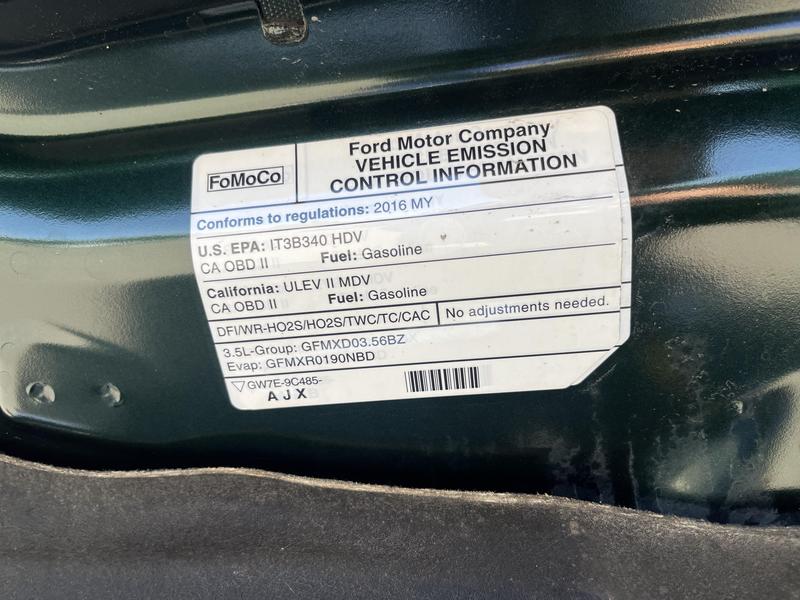 FoMoCo
Ford Motor Company
VEHICLE EMISSION
CONTROL INFORMATION
Conforms to regulations: 2016 MY
U.S. EPA: IT3B340 HDV
CA OBD II Fuel: Gasoline
California: ULEV II MDV
CA OBD II Fuel: Gasoline
DFI/WR-HO2S/HO2S/TWC/TC/CAC No adjustments needed.
3.5L-Group: GFMXD03.56BZ
Evap: GFMXR0190NBD
GW7E-9C485-
A J X